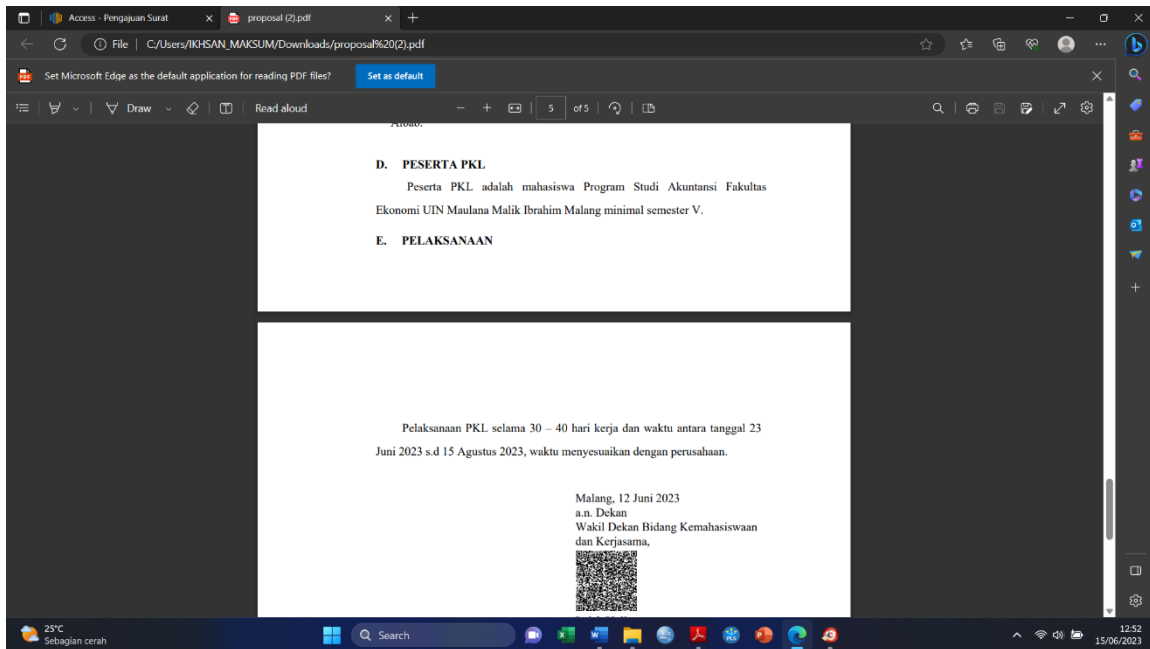 Access - Pengajuan Surat
proposal (2).pdf
File
C:/Users/IKHSAN_MAKSUM/Downloads/proposal%20(2).pdf
Set Microsoft Edge as the default application for reading PDF files?
Set as default
Draw
Read aloud
5
of 5
D. PESERTA PKL
Peserta PKL adalah mahasiswa Program Studi Akuntansi Fakultas
Ekonomi UIN Maulana Malik Ibrahim Malang minimal semester V.
E. PELAKSANAAN
Pelaksanaan PKL selama 30 – 40 hari kerja dan waktu antara tanggal 23
Juni 2023 s.d 15 Agustus 2023, waktu menyesuaikan dengan perusahaan.
Malang, 12 Juni 2023
a.n. Dekan
Wakil Dekan Bidang Kemahasiswaan
dan Kerjasama,
25°C
Sebagian cerah
Search
12:52
15/06/2023